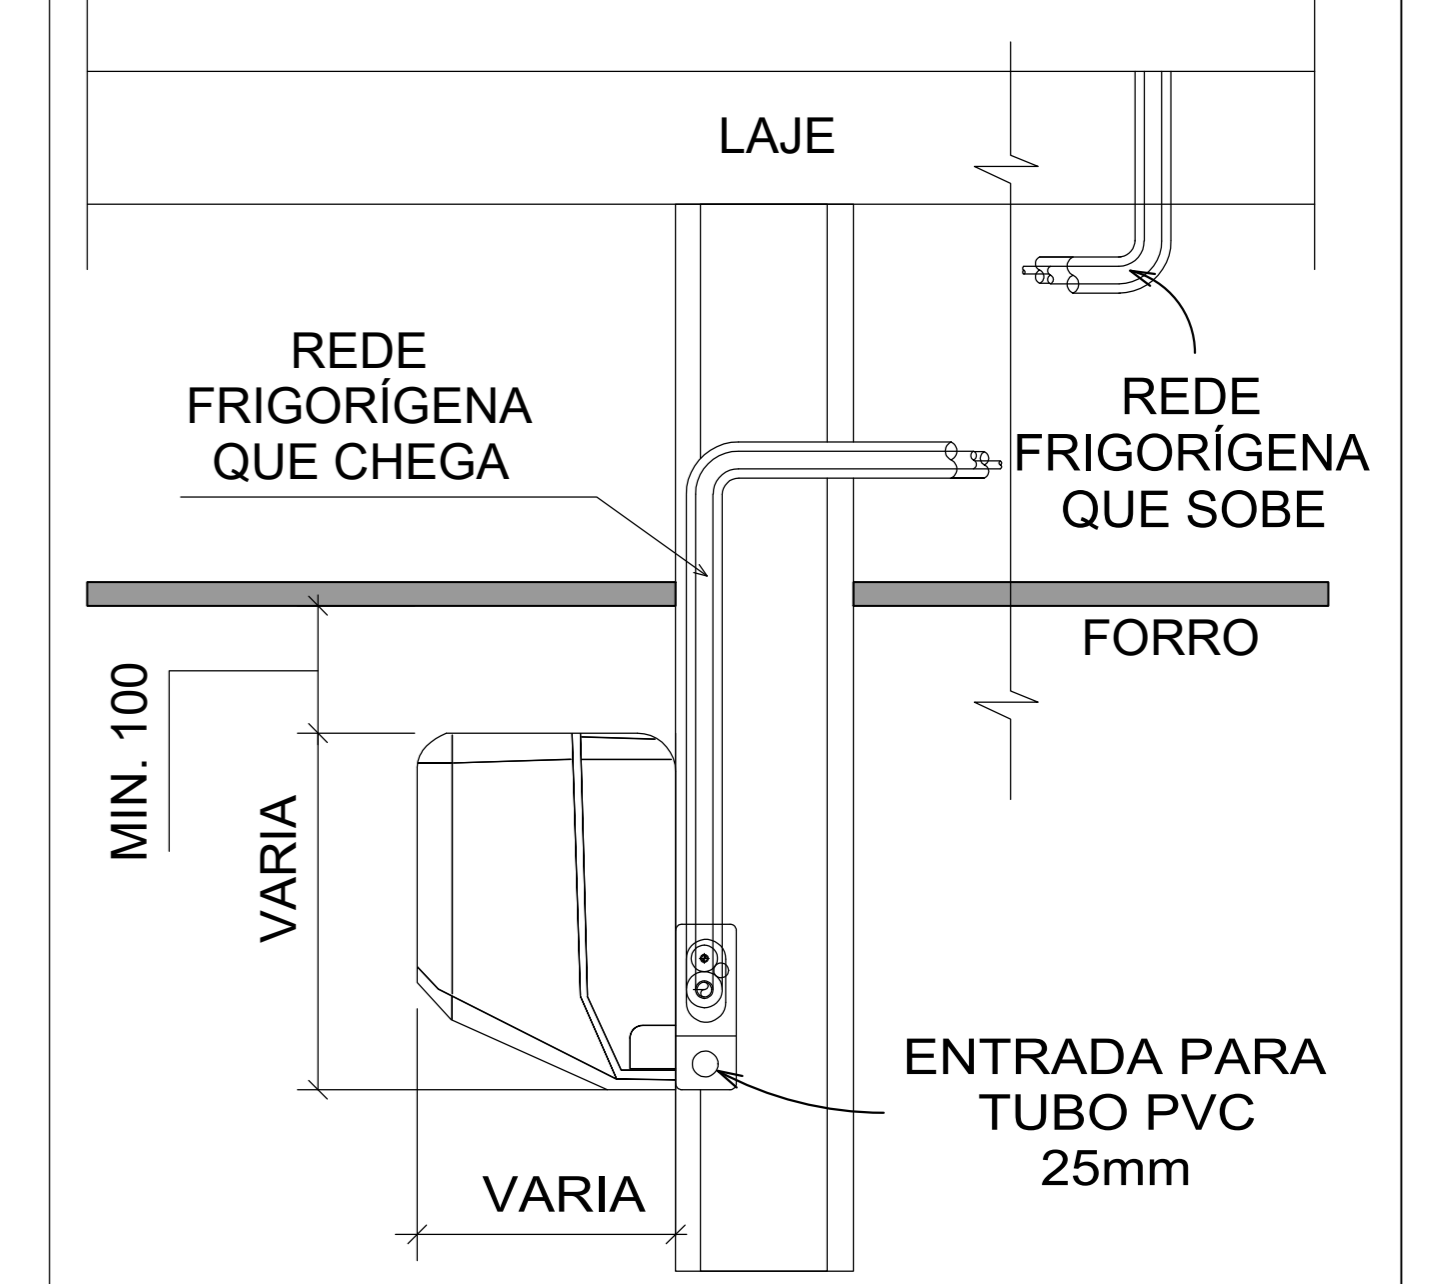 LAJE
REDE
FRIGORÍGENA
QUE CHEGA
REDE
FRIGORÍGENA
QUE SOBE
FORRO
MIN. 100
VARIA
ENTRADA PARA
TUBO PVC
25mm
VARIA